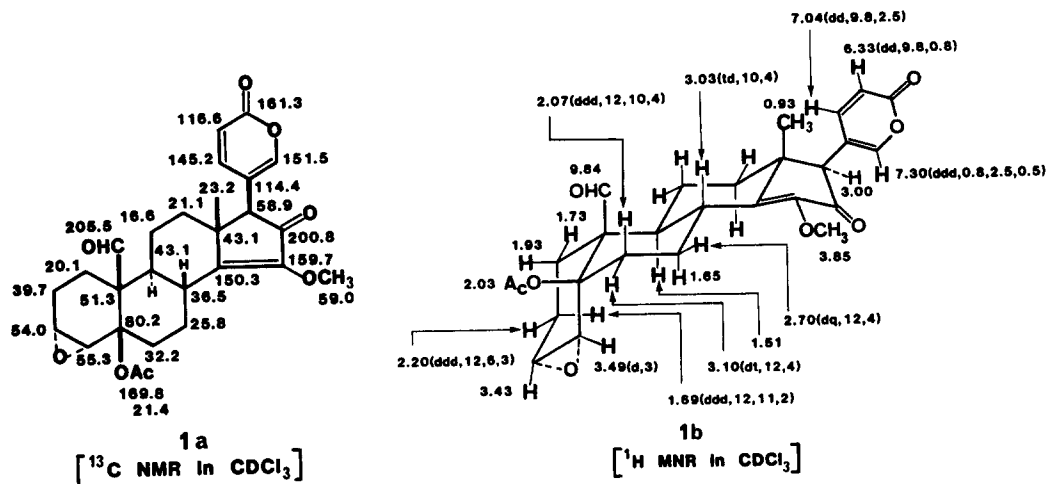 O
161.3
116.6
O
145.2
151.5
23.2
114.4
21.1
58.9
O
16.6
205.5
43.1
200.8
OHC
43.1
H
159.7
20.1
150.3
OCH₃
39.7
51.3
H
36.5
59.0
54.0
80.2
25.8
O
55.3
32.2
OAc
169.8
21.4
1a
[¹³C NMR in CDCl₃]
7.04(dd,9.8,2.5)
6.33(dd,9.8,0.8)
3.03(td,10,4)
H
O
2.07(ddd,12,10,4)
0.93
H
O
CH₃
H
H
H
H
7.30(ddd,0.8,2.5,0.5)
9.84
H
H
3.00
OHC
H
O
1.73
H
H
OCH₃
1.93
H
H
3.85
H
2.03
AcO
H
H
H
1.65
H
H
2.70(dq,12,4)
O
H
1.51
2.20(ddd,12,6,3)
3.49(d,3)
3.10(dt,12,4)
H
3.43
1.69(ddd,12,11,2)
1b
[¹H MNR in CDCl₃]